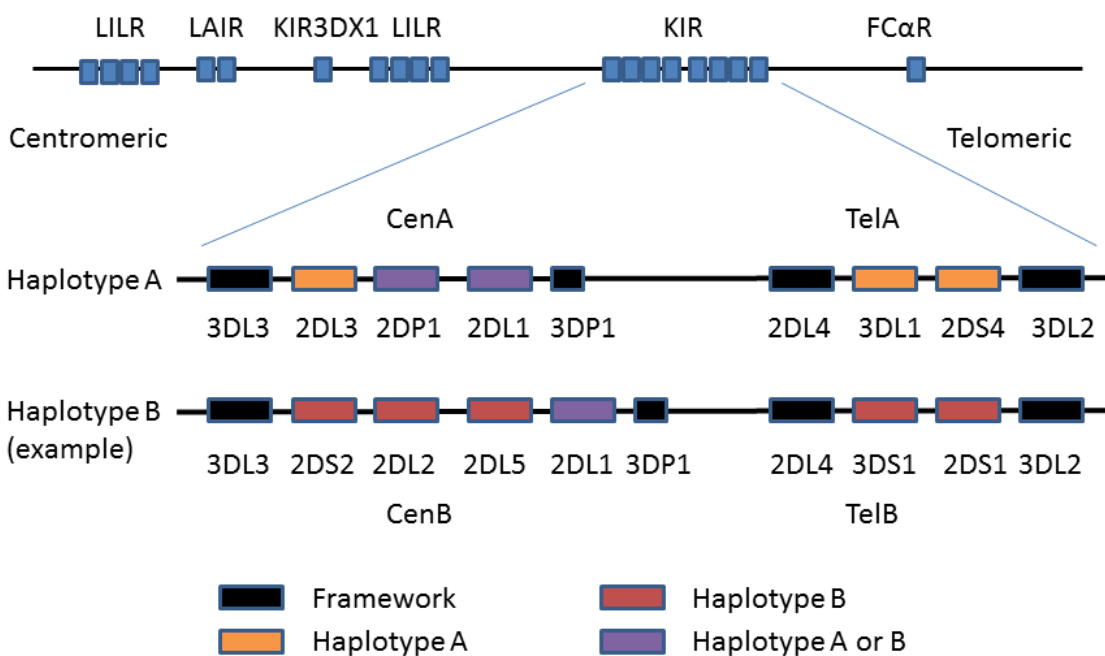 LILR LAIR KIR3DX1 LILR KIR FCαR
Centromeric Telomeric
CenA TelA
Haplotype A
3DL3 2DL3 2DP1 2DL1 3DP1 2DL4 3DL1 2DS4 3DL2
Haplotype B
(example)
3DL3 2DS2 2DL2 2DL5 2DL1 3DP1 2DL4 3DS1 2DS1 3DL2
CenB TelB
Framework Haplotype B
Haplotype A Haplotype A or B